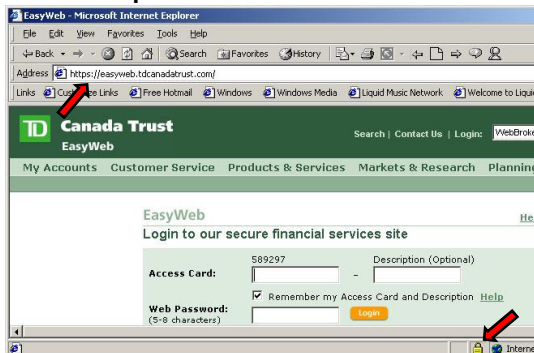 EasyWeb - Microsoft Internet Explorer
File Edit View Favorites Tools Help
Back Search Favorites History
Address https://easyweb.tdcanadatrust.com/
Links Free Hotmail Windows Windows Media Liquid Music Network Welcome to Liquid
TD Canada Trust
EasyWeb
Search | Contact Us | Login: WebBroke
My Accounts Customer Service Products & Services Markets & Research Planning
EasyWeb
He
Login to our secure financial services site
589297 Description (Optional)
Access Card: -
Remember my Access Card and Description Help
Web Password: Login
(5-8 characters)
Interne